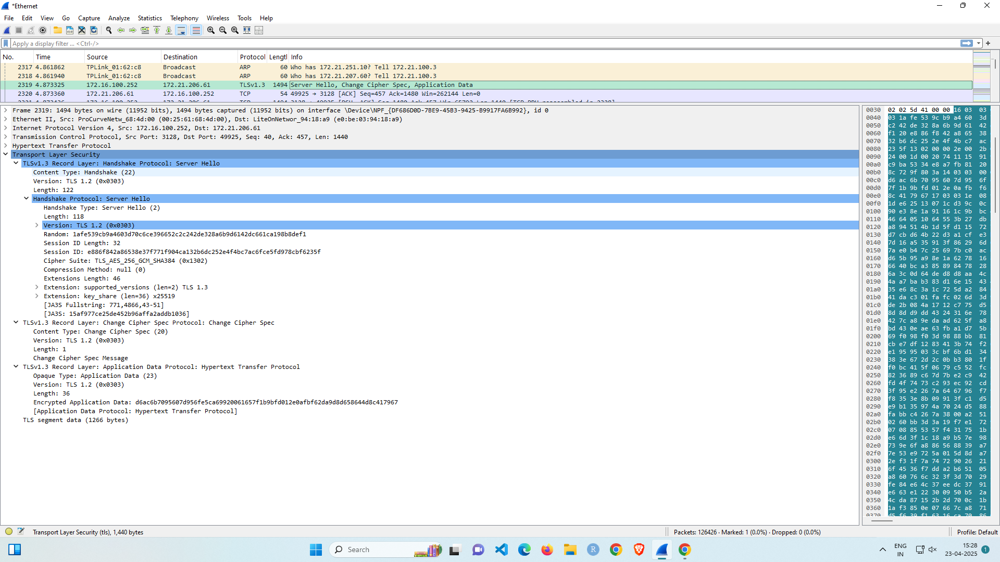 *Ethernet
File Edit View Go Capture Analyze Statistics Telephony Wireless Tools Help
Apply a display filter ... <Ctrl-/>
No. Time Source Destination Protocol Lengtl Info
2317 4.861862 TPLink_01:62:c8 Broadcast ARP 60 Who has 172.21.251.10? Tell 172.21.100.3
2318 4.861940 TPLink_01:62:c8 Broadcast ARP 60 Who has 172.21.207.60? Tell 172.21.100.3
2319 4.873325 172.16.100.252 172.21.206.61 TLSv1.3 1494 Server Hello, Change Cipher Spec, Application Data
2320 4.873360 172.21.206.61 172.16.100.252 TCP 54 49925 → 3128 [ACK] Seq=457 Ack=1480 Win=262144 Len=0
Frame 2319: 1494 bytes on wire (11952 bits), 1494 bytes captured (11952 bits) on interface \Device\NPF_{DF686D0D-7BE9-45B3-9425-B9917FA6B992}, id 0
Ethernet II, Src: ProCurveNetw_68:4d:00 (00:25:61:68:4d:00), Dst: LiteOnNetwor_94:18:a9 (e0:be:03:94:18:a9)
Internet Protocol Version 4, Src: 172.16.100.252, Dst: 172.21.206.61
Transmission Control Protocol, Src Port: 3128, Dst Port: 49925, Seq: 40, Ack: 457, Len: 1440
Hypertext Transfer Protocol
Transport Layer Security
TLSv1.3 Record Layer: Handshake Protocol: Server Hello
Content Type: Handshake (22)
Version: TLS 1.2 (0x0303)
Length: 122
Handshake Protocol: Server Hello
Handshake Type: Server Hello (2)
Length: 118
Version: TLS 1.2 (0x0303)
Random: 1afe539cb9a4603d70c6ce396652c2c242de328a6b9d6142dc661ca198b8def1
Session ID Length: 32
Session ID: e886f842a86538e37f771f904ca132b6dc252e4f4bc7ac6fce5fd978cbf6235f
Cipher Suite: TLS_AES_256_GCM_SHA384 (0x1302)
Compression Method: null (0)
Extensions Length: 46
Extension: supported_versions (len=2) TLS 1.3
Extension: key_share (len=36) x25519
[JA3S Fullstring: 771,4866,43-51]
[JA3S: 15af977ce25de452b96affa2addb1036]
TLSv1.3 Record Layer: Change Cipher Spec Protocol: Change Cipher Spec
Content Type: Change Cipher Spec (20)
Version: TLS 1.2 (0x0303)
Length: 1
Change Cipher Spec Message
TLSv1.3 Record Layer: Application Data Protocol: Hypertext Transfer Protocol
Opaque Type: Application Data (23)
Version: TLS 1.2 (0x0303)
Length: 36
Encrypted Application Data: d6ac6b7095607d956fe5ca69920061657f1b9bfd012e0afbf62da9d8d658644d8c417967
[Application Data Protocol: Hypertext Transfer Protocol]
TLS segment data (1266 bytes)
0030 02 02 5d 41 00 00 16 03 03
0040 03 1a fe 53 9c b9 a4 60 3d
0050 c2 42 de 32 8a 6b 9d 61 42
0060 f1 20 e8 86 f8 42 a8 65 38
0070 32 b6 dc 25 2e 4f 4b c7 ac
0080 23 5f 13 02 00 00 2e 00 2b
0090 24 00 1d 00 20 74 11 15 91
00a0 c9 ba 53 34 e8 a7 fb 81 20
00b0 8c 72 9f 80 3a 14 03 03 00
00c0 d6 ac 6b 70 95 60 7d 95 6f
00d0 7f 1b 9b fd 01 2e 0a fb f6
00e0 8c 41 79 67 17 03 03 1e 08
00f0 1d e6 25 13 07 1c d3 9c 0c
0100 90 e3 8e 1a 91 16 1c 9b bc
0110 46 64 05 10 64 55 3b 27 db
0120 a8 94 51 4b 1d 5f d1 15 72
0130 d7 cb d6 4b 22 d3 a1 cf e3
0140 7d 16 a5 35 91 3f 86 29 6d
0150 7a e0 b4 7c 25 69 7b c0 ac
0160 d6 5b 95 a9 8e 1a 62 78 16
0170 66 40 bc a3 85 89 84 78 28
0180 6a 3c 0d 64 de d8 d8 aa 4c
0190 4a a7 ba b3 83 d1 6e 15 43
01a0 35 e6 8c 3a 1c 72 5d a2 84
01b0 41 da c3 01 fa fc 02 6d 3d
01c0 de 2b 08 4a 17 12 c7 75 d5
01d0 8d 8d d9 dd 43 24 31 6e 78
01e0 42 7c a8 9e da ad 62 5f a8
01f0 bd 43 0e ae 63 fb a1 d7 5b
0200 69 f0 98 f0 3d 98 88 bb 81
0210 cb e7 df 12 83 41 3b 74 f2
0220 e1 95 95 03 3c bf 6b d1 34
0230 38 3e 67 2d 2c 0b b3 80 1f
0240 f0 bc 41 5f 06 79 c5 52 fc
0250 82 36 89 c6 7d 7b e2 c9 42
0260 fd 4f 74 73 c2 93 ec 92 cd
0270 3f 95 e2 26 7a 64 67 96 f7
0280 f8 35 3e 8b 09 91 3f c1 d5
0290 e9 b1 35 97 4a 70 24 d5 88
02a0 fa bb c4 26 7a 38 00 a2 51
02b0 02 60 bb 3d 3a 19 f7 e1 72
02c0 07 08 85 53 57 f4 31 75 1b
02d0 e6 6d 3f 1c 18 a9 b5 7e 98
02e0 73 9e 6f a8 86 56 88 39 a7
02f0 7e 53 e9 72 5a 01 5d 8d a7
0300 2e f3 1f 7a 74 72 90 26 21
0310 6f 45 36 f7 dd a2 b6 51 05
0320 a8 60 76 6c 32 3f 3d 70 29
0330 fe 84 e6 4c 37 ee dc 37 91
0340 e6 63 e1 22 30 09 50 b5 2a
0350 4c da 87 15 2b 2d 70 0c 1b
0360 1a f3 85 0e 07 66 7c a8 71
0370 d5 f6 39 f1 63 16 ca 70 86
Transport Layer Security (tls), 1,440 bytes
Packets: 126426 · Marked: 1 (0.0%) · Dropped: 0 (0.0%)
Profile: Default
Search
ENG
IN
15:28
23-04-2025
1